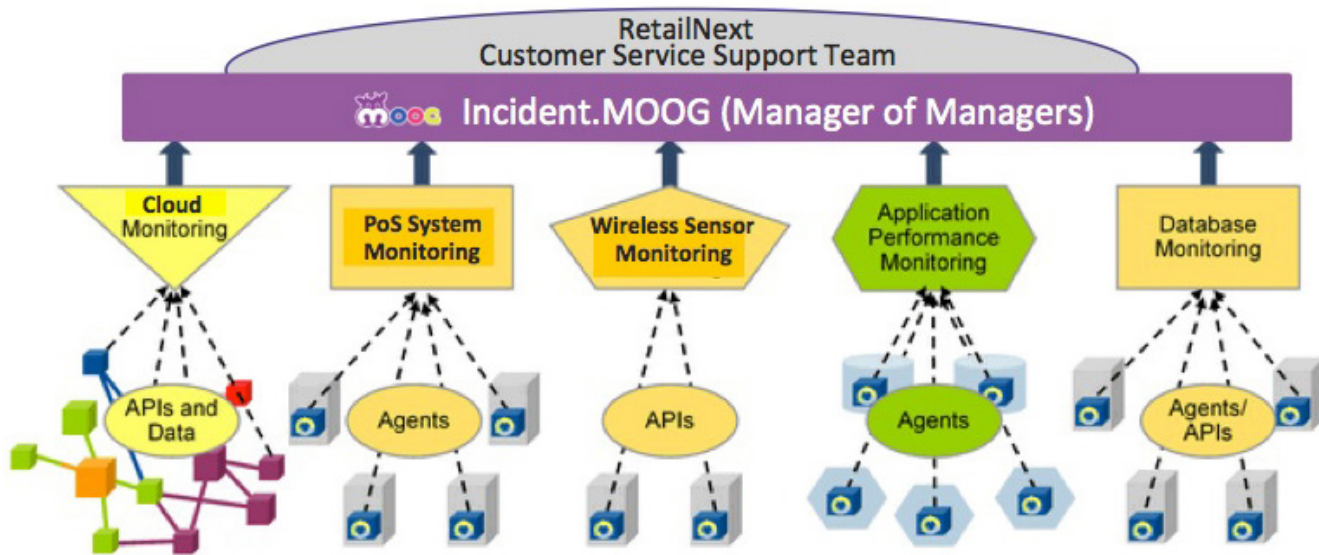 RetailNext
Customer Service Support Team
MOOG Incident.MOOG (Manager of Managers)
Cloud
Monitoring
PoS System
Monitoring
Wireless Sensor
Monitoring
Application
Performance
Monitoring
Database
Monitoring
APIs and
Data
Agents
APIs
Agents
Agents/
APIs